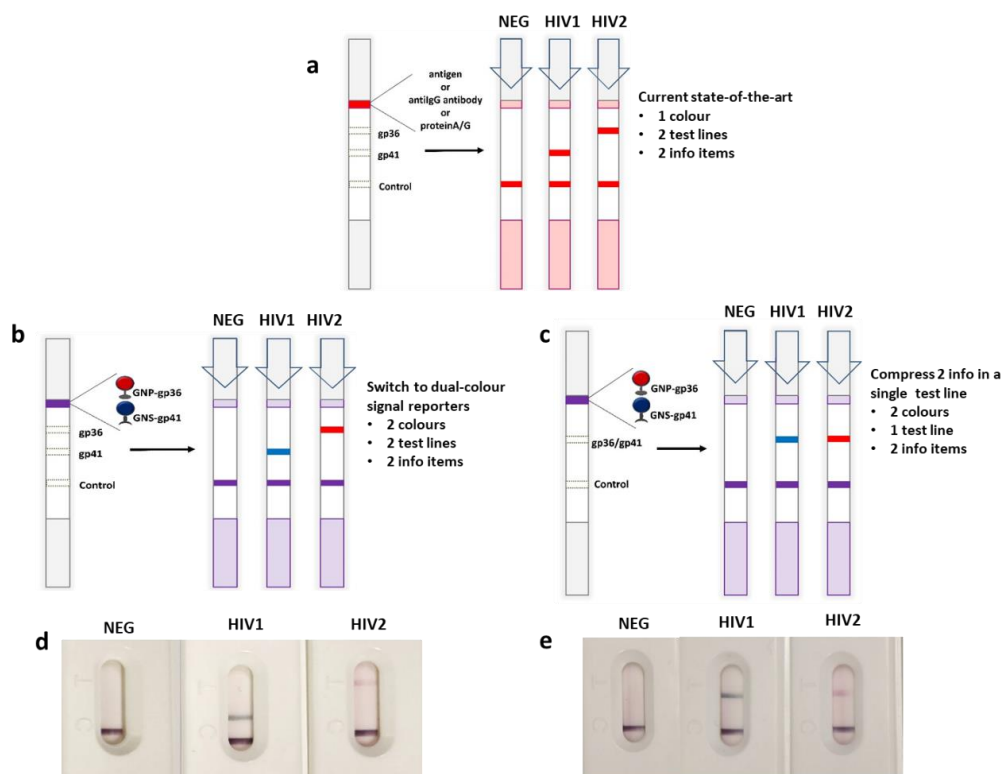 a
NEG HIV1 HIV2
antigen
or
antiIgG antibody
or
proteinA/G
gp36
gp41
Control
Current state-of-the-art
• 1 colour
• 2 test lines
• 2 info items
b
NEG HIV1 HIV2
GNP-gp36
GNS-gp41
gp36
gp41
Control
Switch to dual-colour
signal reporters
• 2 colours
• 2 test lines
• 2 info items
c
NEG HIV1 HIV2
GNP-gp36
GNS-gp41
gp36/gp41
Control
Compress 2 info in a
single test line
• 2 colours
• 1 test line
• 2 info items
d
NEG HIV1 HIV2
T
C
T
C
T
C
e
NEG HIV1 HIV2
T
C
T
C
T
C